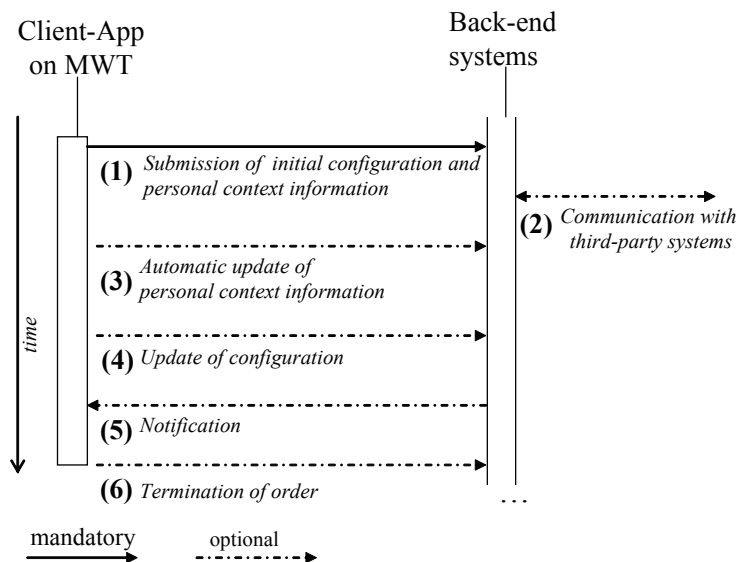 Client-App
on MWT
Back-end
systems
(1) Submission of initial configuration and
personal context information
(2) Communication with
third-party systems
(3) Automatic update of
personal context information
(4) Update of configuration
(5) Notification
(6) Termination of order
time
...
mandatory
optional